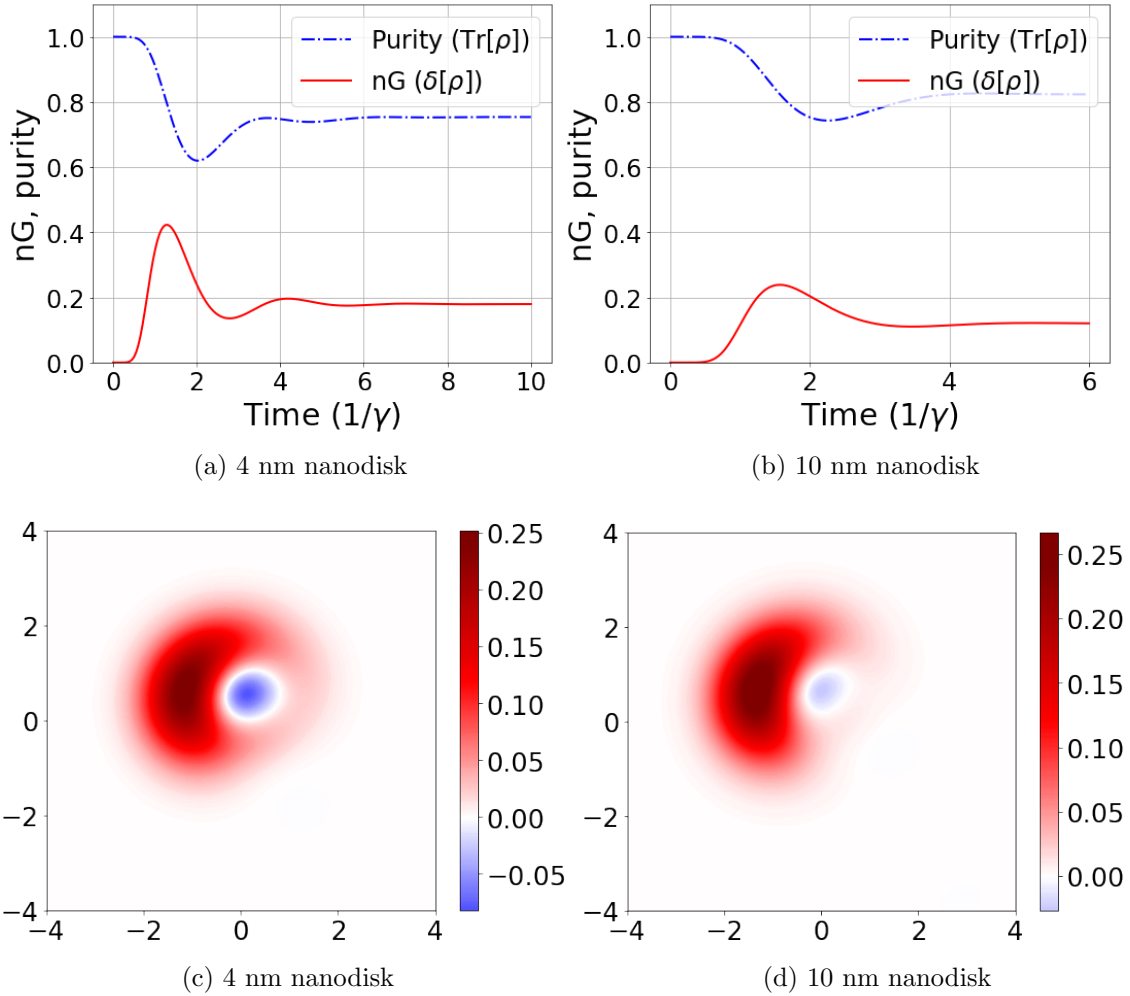 1.0
0.8
0.6
0.4
0.2
0.0
nG, purity
0 2 4 6 8 10
Time (1/γ)
Purity (Tr[ρ])
nG (δ[ρ])
(a) 4 nm nanodisk
1.0
0.8
0.6
0.4
0.2
0.0
nG, purity
0 2 4 6
Time (1/γ)
Purity (Tr[ρ])
nG (δ[ρ])
(b) 10 nm nanodisk
4
2
0
−2
−4
−4 −2 0 2 4
0.25
0.20
0.15
0.10
0.05
0.00
−0.05
(c) 4 nm nanodisk
4
2
0
−2
−4
−4 −2 0 2 4
0.25
0.20
0.15
0.10
0.05
0.00
(d) 10 nm nanodisk